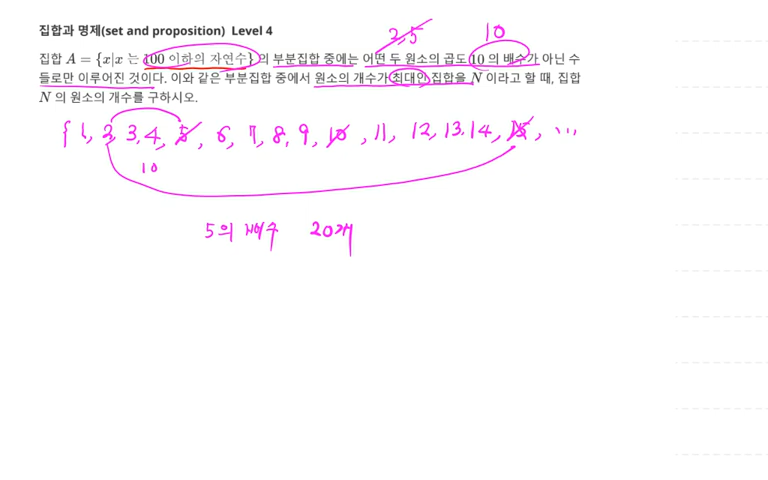 집합과 명제(set and proposition) Level 4
2,5
10
집합 A = {x|x 는 100 이하의 자연수} 의 부분집합 중에는 어떤 두 원소의 곱도 10 의 배수가 아닌 수
들로만 이루어진 것이다. 이와 같은 부분집합 중에서 원소의 개수가 최대인 집합을 N 이라고 할 때, 집합
N 의 원소의 개수를 구하시오.
{ 1, 2, 3, 4, 5, 6, 7, 8, 9, 10, 11, 12, 13, 14, 15, ...
10
5의 배수 20개